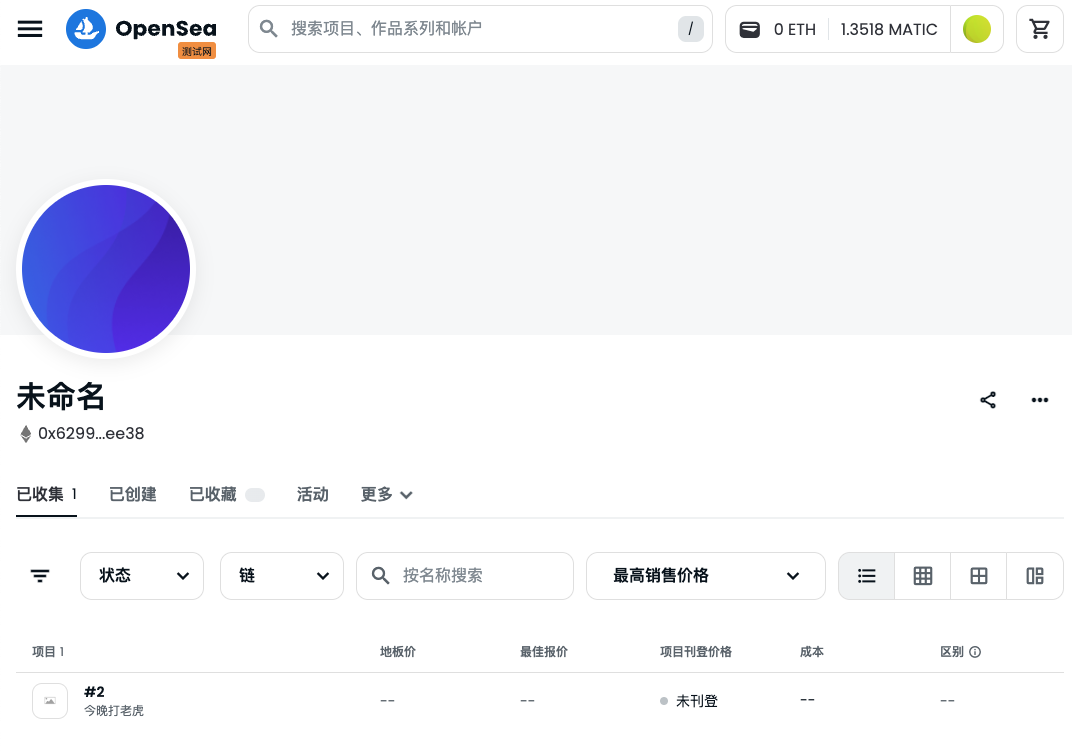 OpenSea
测试网
搜索项目、作品系列和帐户
/
0 ETH
1.3518 MATIC
未命名
0x6299...ee38
已收集 1
已创建
已收藏
活动
更多
状态
链
按名称搜索
最高销售价格
项目 1
地板价
最佳报价
项目刊登价格
成本
区别
#2
今晚打老虎
--
--
未刊登
--
--